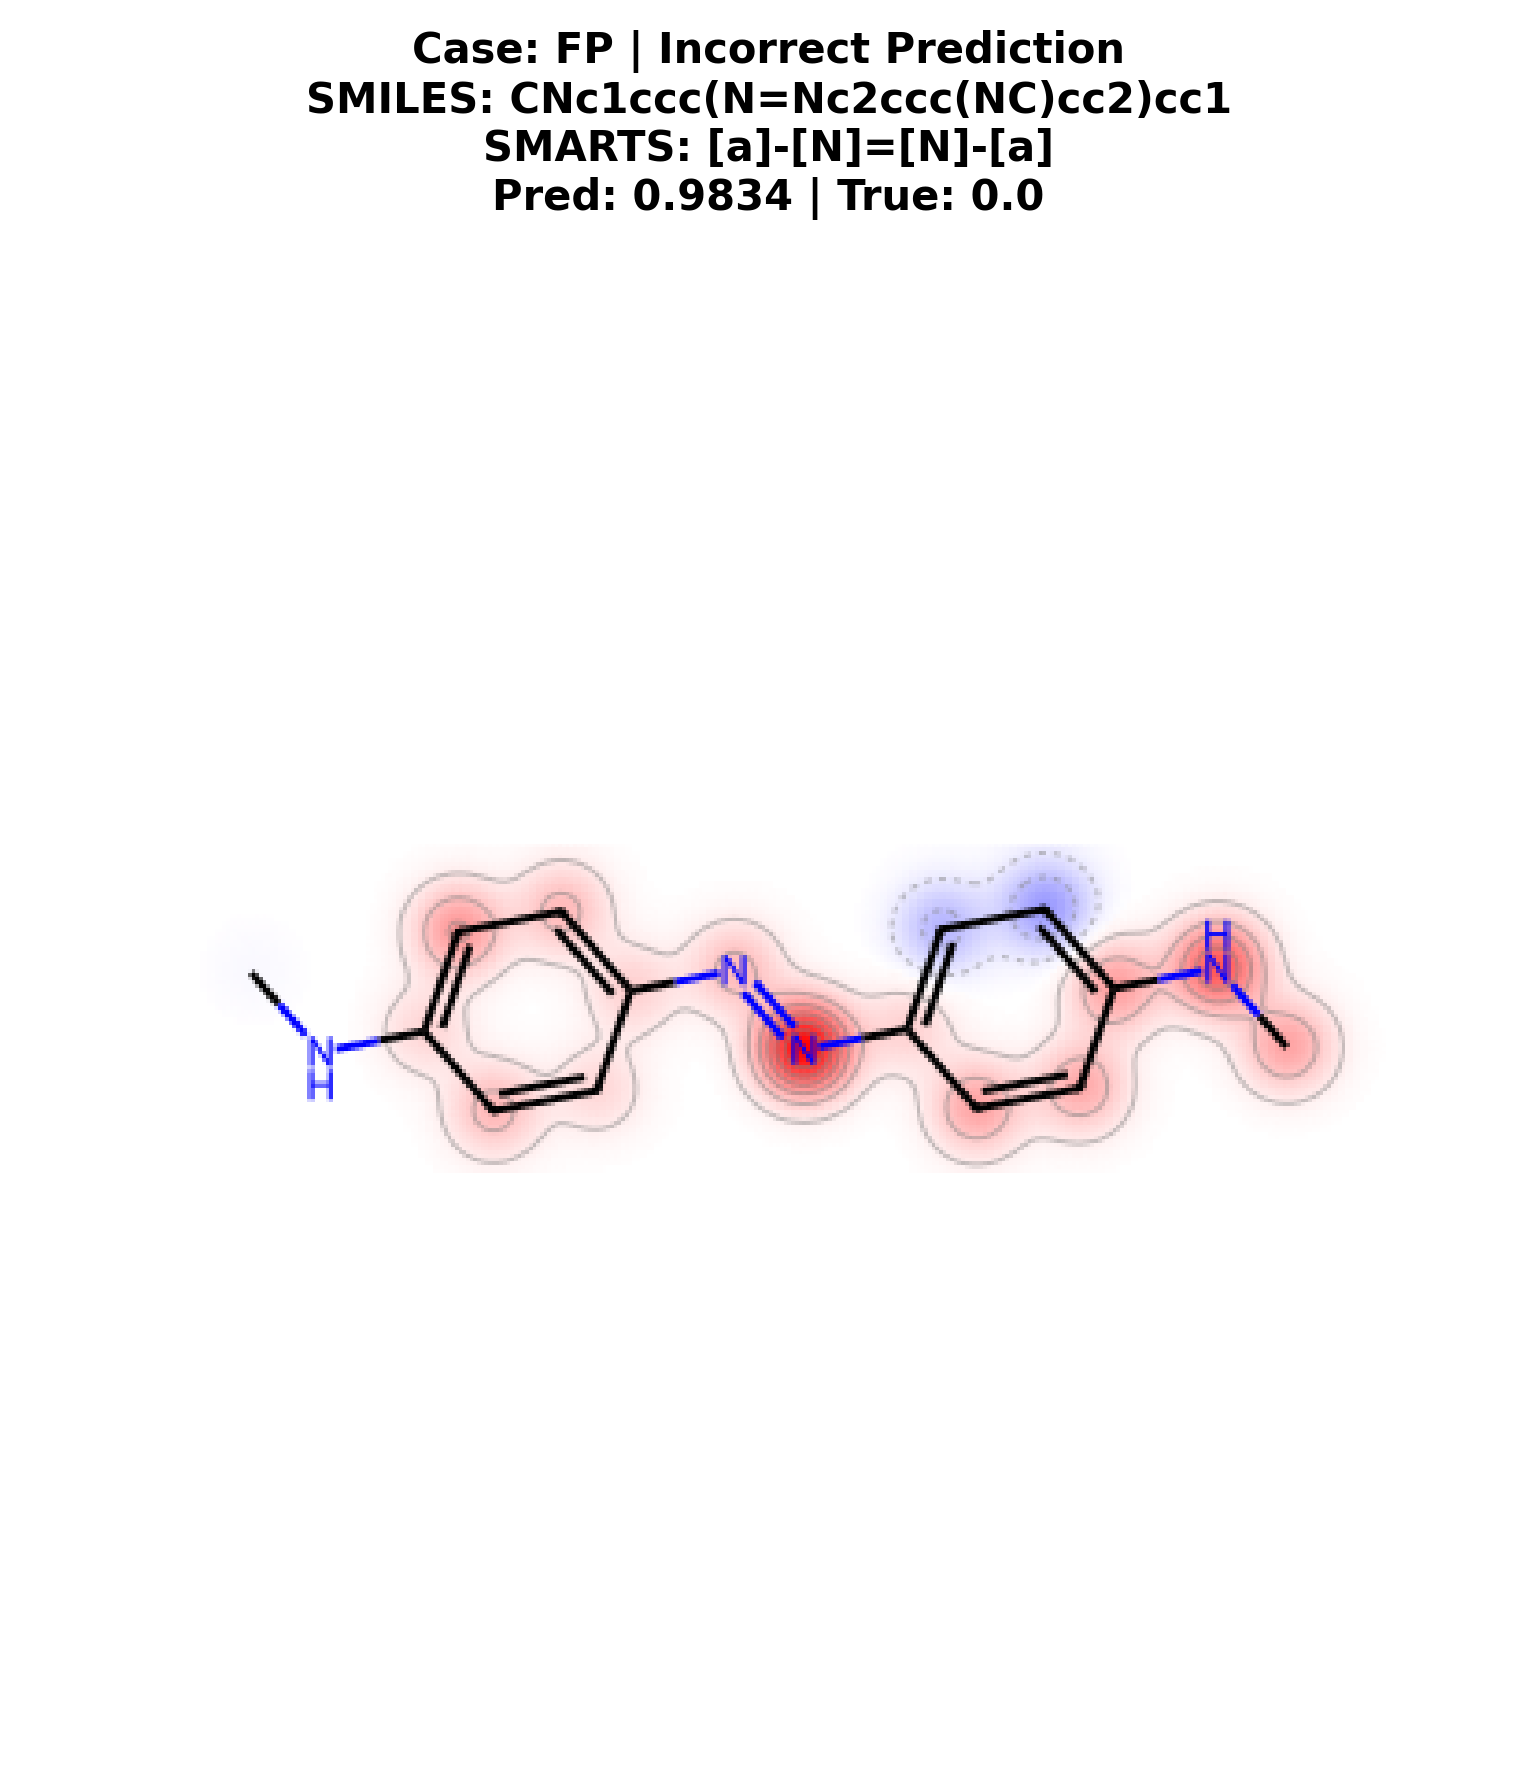 Case: FP | Incorrect Prediction
SMILES: CNc1ccc(N=Nc2ccc(NC)cc2)cc1
SMARTS: [a]-[N]=[N]-[a]
Pred: 0.9834 | True: 0.0
H
N
N
N
N
H